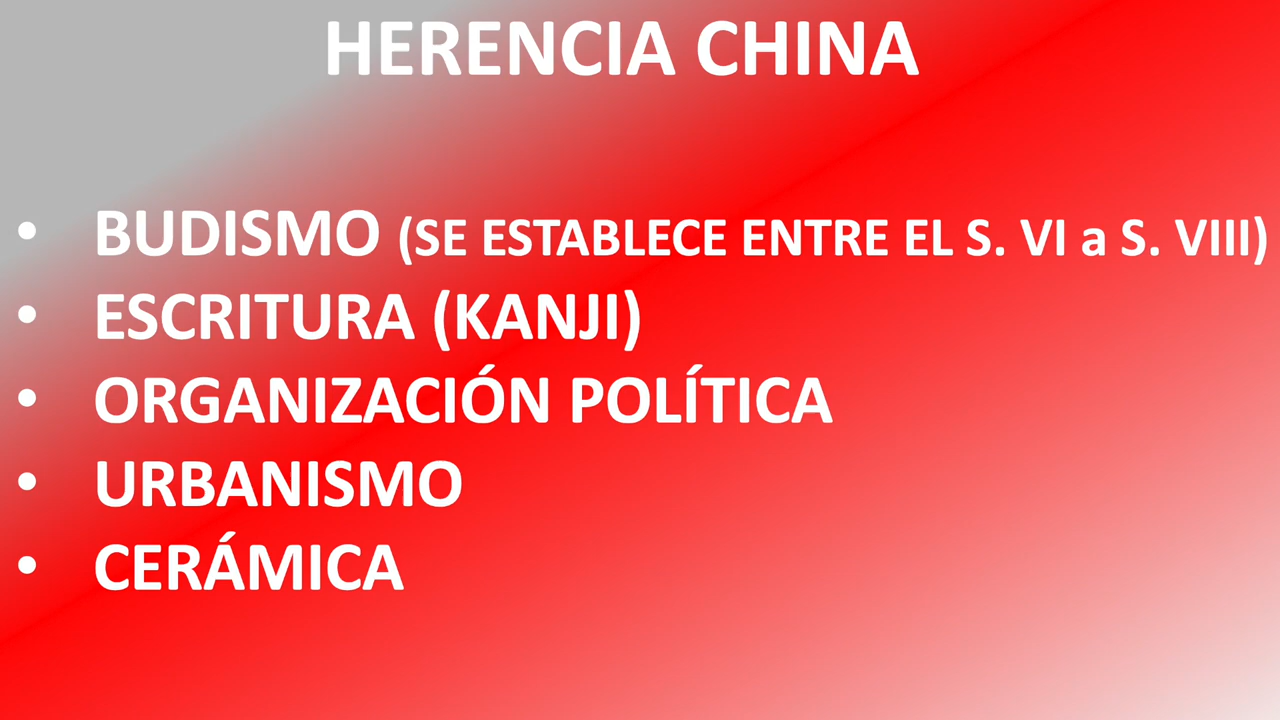 HERENCIA CHINA
• BUDISMO (SE ESTABLECE ENTRE EL S. VI a S. VIII)
• ESCRITURA (KANJI)
• ORGANIZACIÓN POLÍTICA
• URBANISMO
• CERÁMICA